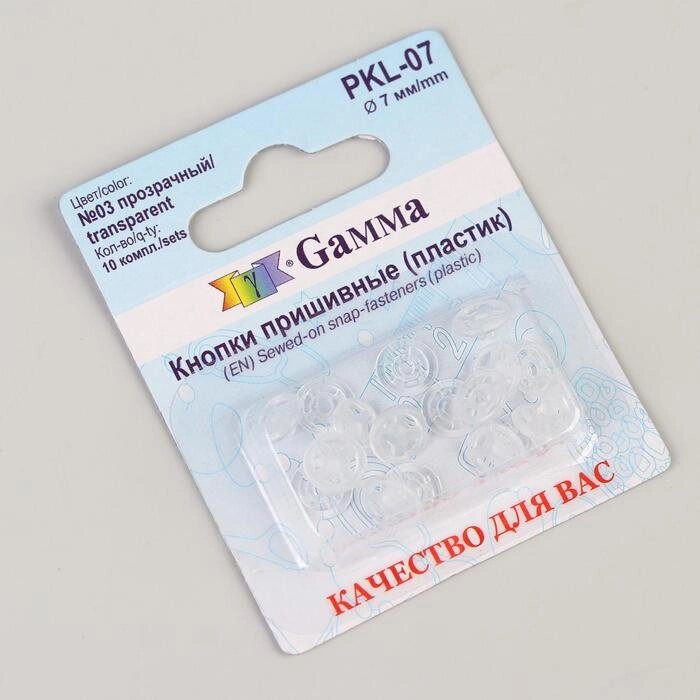 PKL-07
Ø 7 мм/mm
Цвет/color:
№03 прозрачный/
transparent
Кол-во/q-ty:
10 компл./sets
γ ® Gamma
Кнопки пришивные (пластик)
(EN) Sewed-on snap-fasteners (plastic)
2
КАЧЕСТВО ДЛЯ ВАС